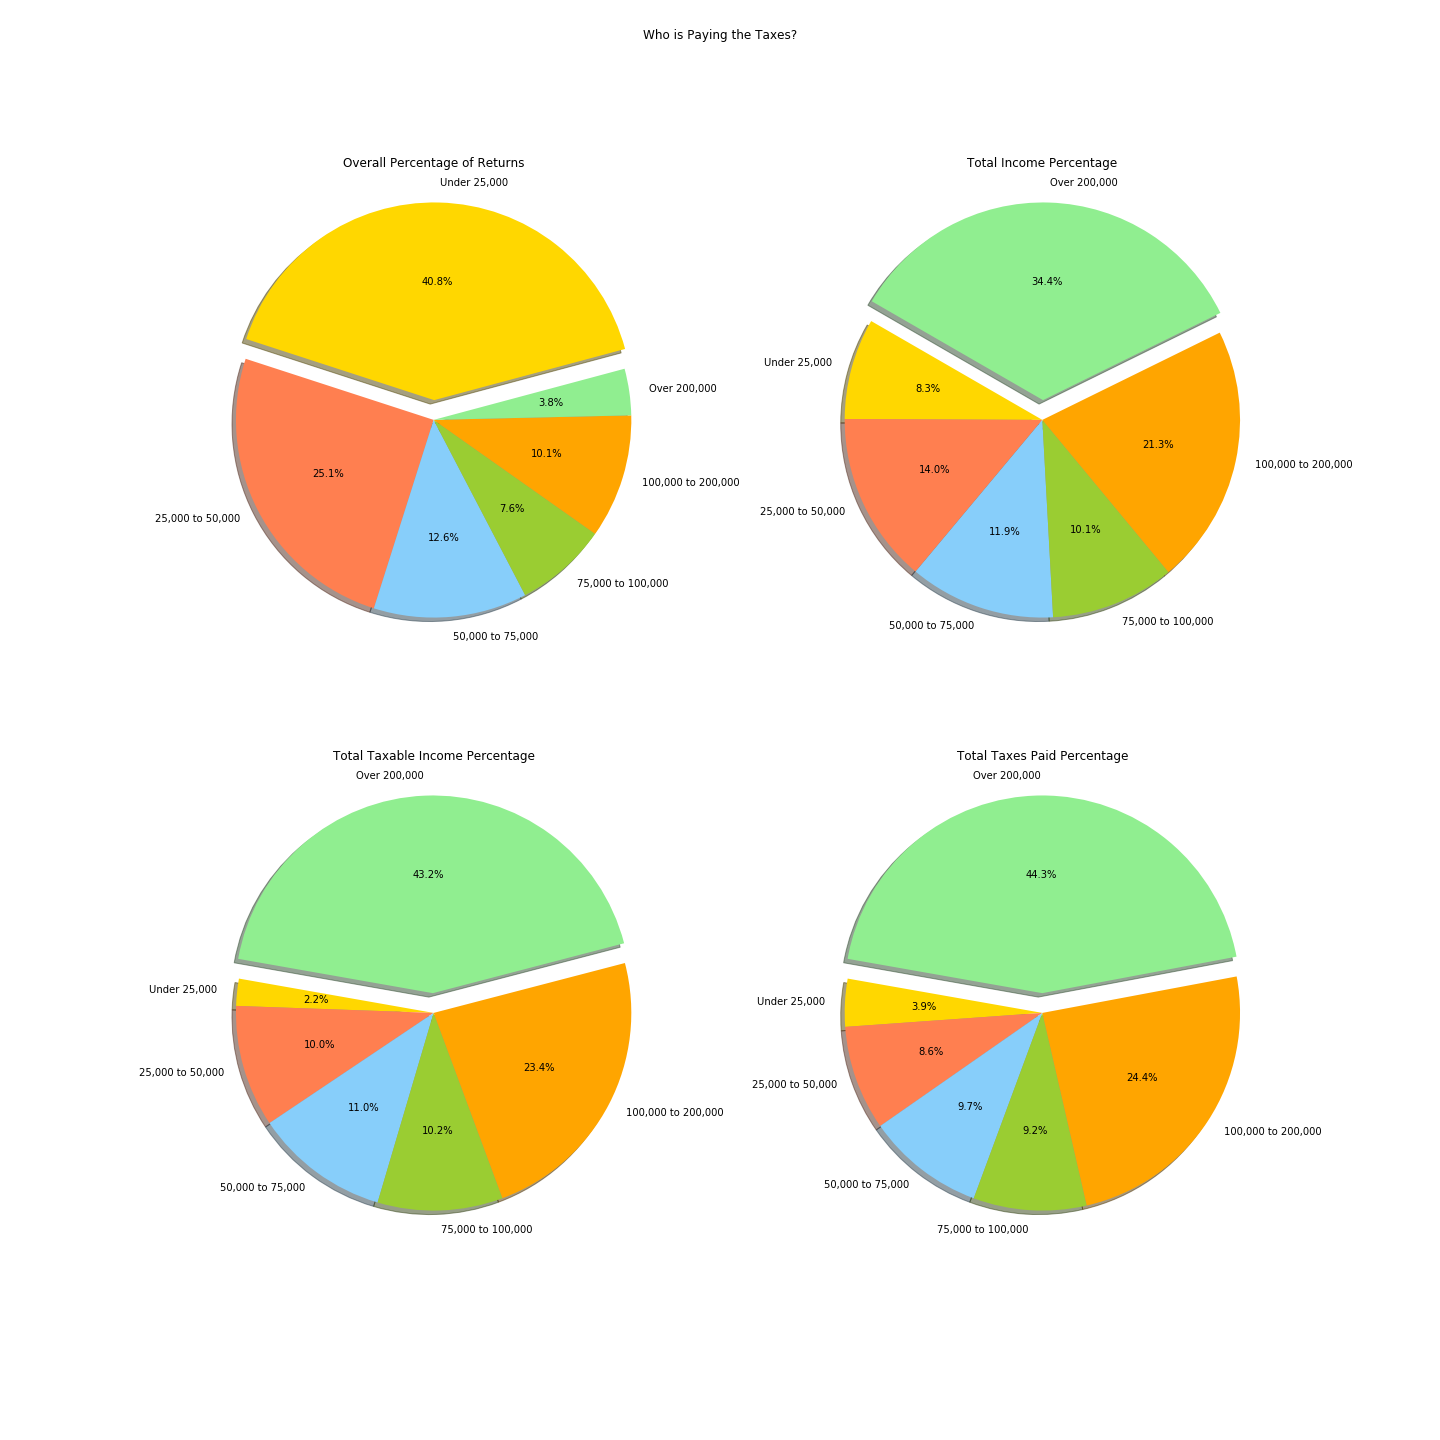 Who is Paying the Taxes?
Overall Percentage of Returns
Under 25,000
40.8%
Over 200,000
3.8%
10.1%
100,000 to 200,000
25.1%
7.6%
25,000 to 50,000
12.6%
75,000 to 100,000
50,000 to 75,000
Total Income Percentage
Over 200,000
34.4%
Under 25,000
8.3%
21.3%
100,000 to 200,000
14.0%
25,000 to 50,000
11.9%
10.1%
75,000 to 100,000
50,000 to 75,000
Total Taxable Income Percentage
Over 200,000
43.2%
Under 25,000
2.2%
10.0%
25,000 to 50,000
23.4%
11.0%
100,000 to 200,000
10.2%
50,000 to 75,000
75,000 to 100,000
Total Taxes Paid Percentage
Over 200,000
44.3%
Under 25,000
3.9%
8.6%
24.4%
25,000 to 50,000
9.7%
9.2%
100,000 to 200,000
50,000 to 75,000
75,000 to 100,000